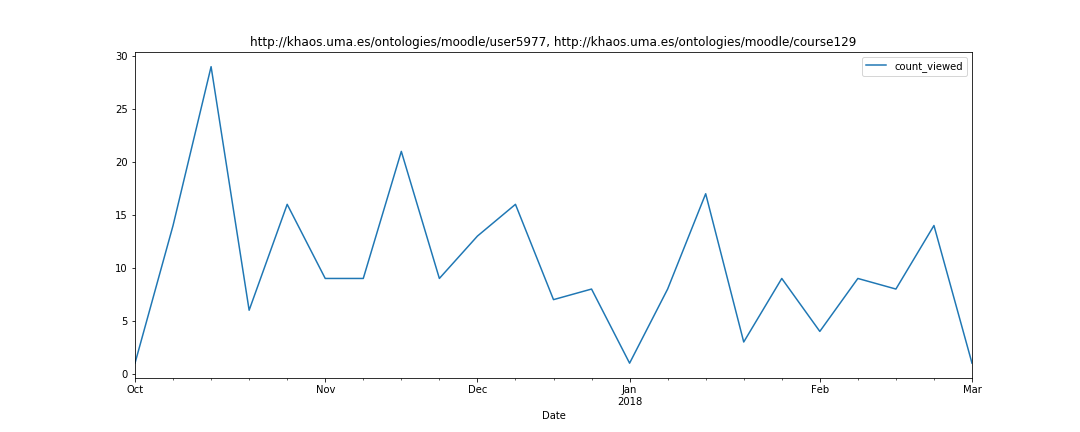 http://khaos.uma.es/ontologies/moodle/user5977, http://khaos.uma.es/ontologies/moodle/course129
count_viewed
30
25
20
15
10
5
0
Oct Nov Dec Jan Feb Mar
2018
Date